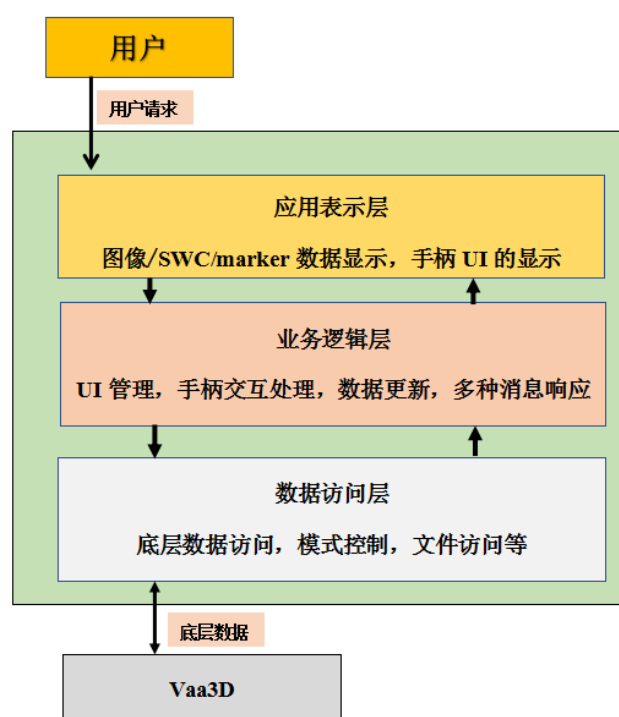 用户
用户请求
应用表示层
图像/SWC/marker 数据显示，手柄 UI 的显示
业务逻辑层
UI 管理，手柄交互处理，数据更新，多种消息响应
数据访问层
底层数据访问，模式控制，文件访问等
底层数据
Vaa3D